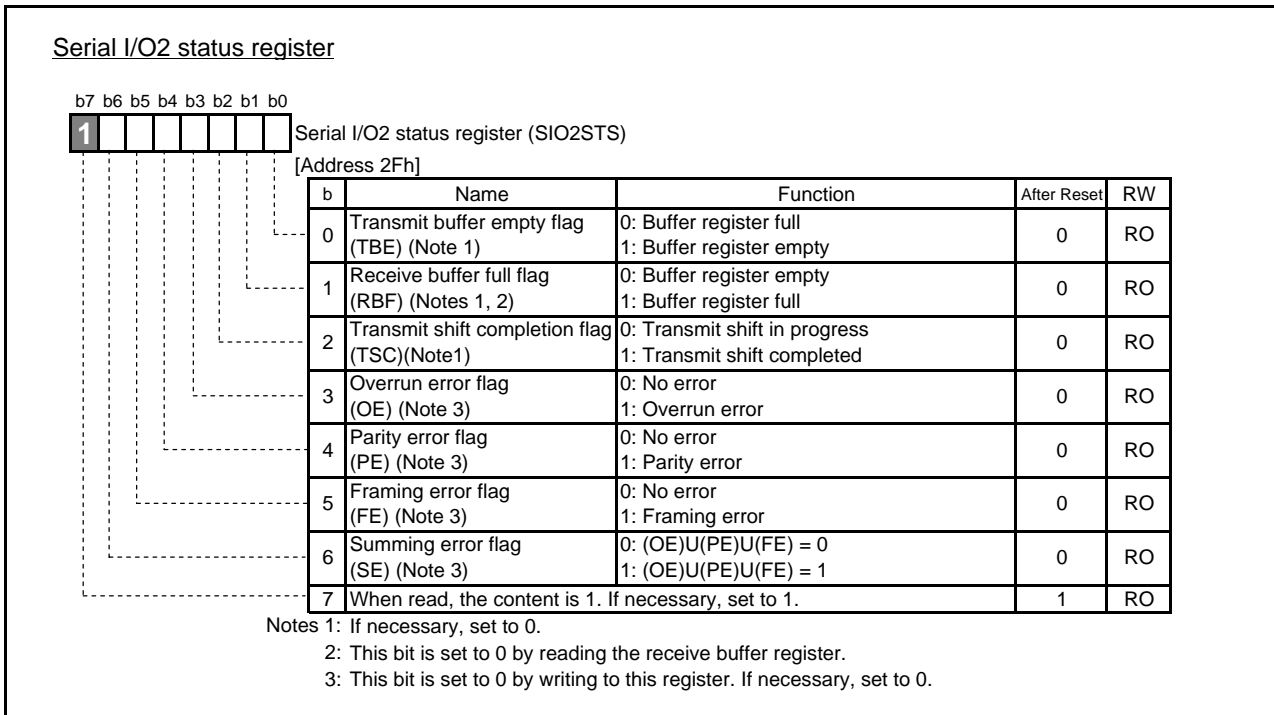 Serial I/O2 status register
b7 b6 b5 b4 b3 b2 b1 b0
1
Serial I/O2 status register (SIO2STS)
[Address 2Fh]
b Name Function After Reset RW
0 Transmit buffer empty flag (TBE) (Note 1) 0: Buffer register full 1: Buffer register empty 0 RO
1 Receive buffer full flag (RBF) (Notes 1, 2) 0: Buffer register empty 1: Buffer register full 0 RO
2 Transmit shift completion flag (TSC)(Note1) 0: Transmit shift in progress 1: Transmit shift completed 0 RO
3 Overrun error flag (OE) (Note 3) 0: No error 1: Overrun error 0 RO
4 Parity error flag (PE) (Note 3) 0: No error 1: Parity error 0 RO
5 Framing error flag (FE) (Note 3) 0: No error 1: Framing error 0 RO
6 Summing error flag (SE) (Note 3) 0: (OE)U(PE)U(FE) = 0 1: (OE)U(PE)U(FE) = 1 0 RO
7 When read, the content is 1. If necessary, set to 1. 1 RO
Notes 1: If necessary, set to 0.
2: This bit is set to 0 by reading the receive buffer register.
3: This bit is set to 0 by writing to this register. If necessary, set to 0.